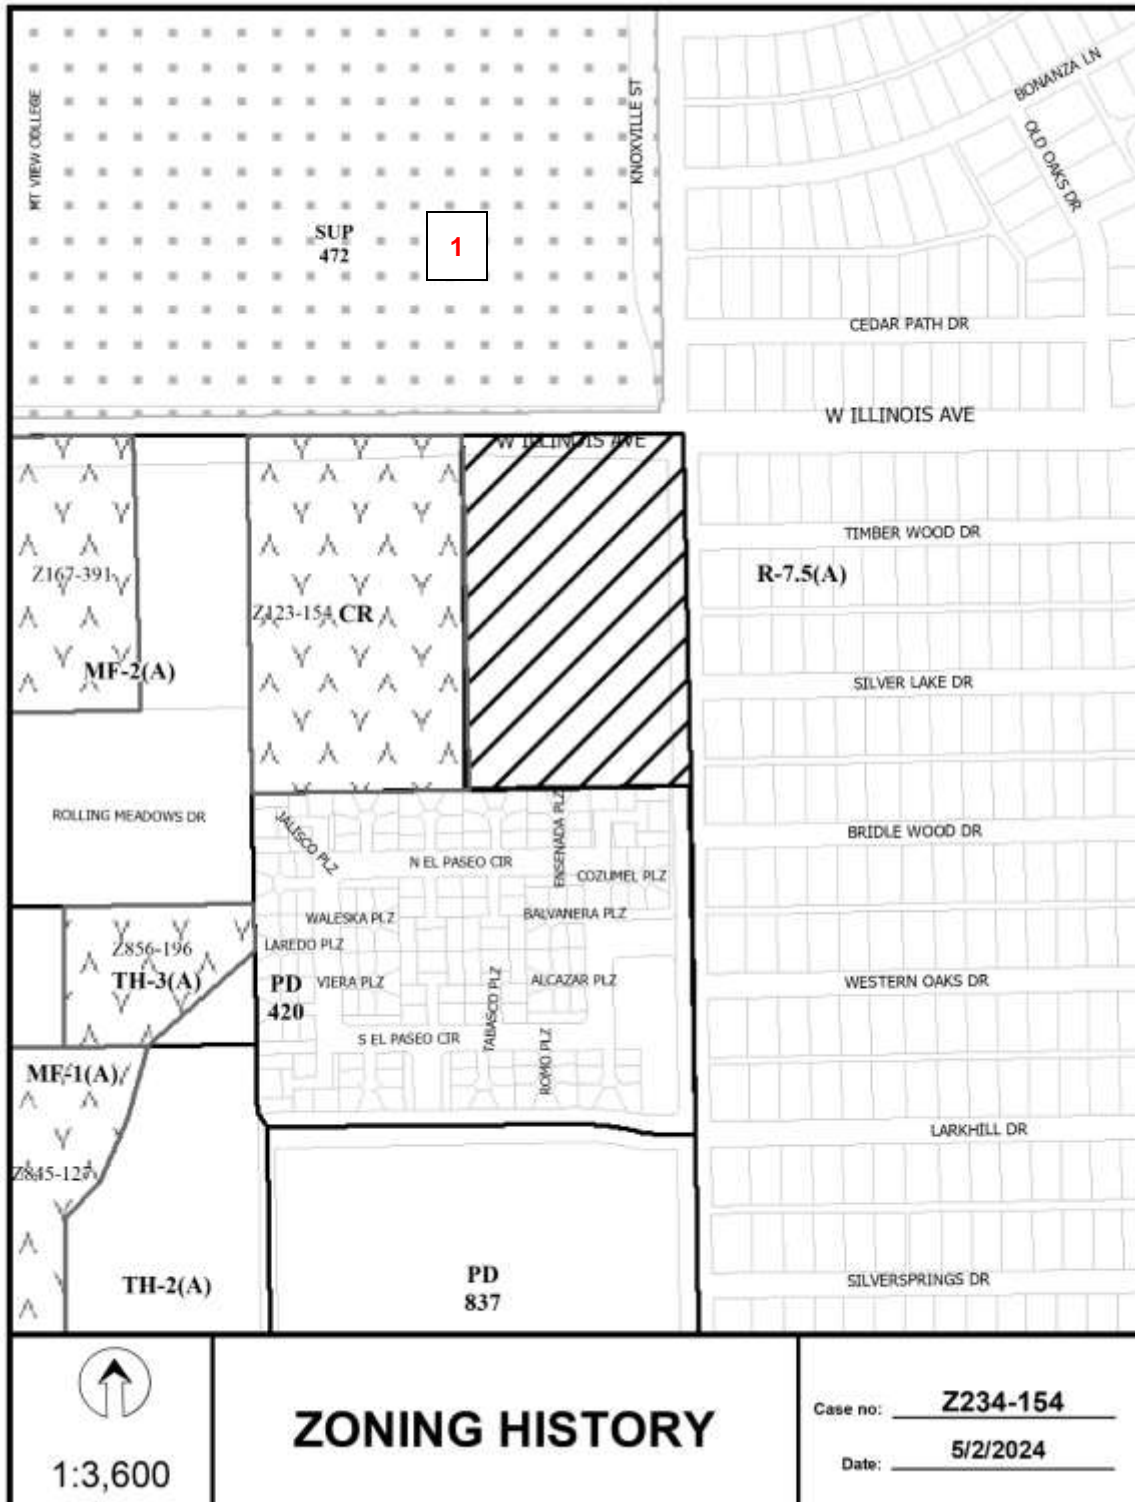 MT VIEW COLLEGE
KNOXVILLE ST
BONANZA LN
OLD OAKS DR
SUP
472
1
CEDAR PATH DR
W ILLINOIS AVE
W ILLINOIS AVE
TIMBER WOOD DR
Z167-391
R-7.5(A)
Z123-154 CR
MF-2(A)
SILVER LAKE DR
ROLLING MEADOWS DR
JALISCO PLZ
ENSENADA PLZ
BRIDLE WOOD DR
N EL PASEO CIR
COZUMEL PLZ
WALESKA PLZ
BALVANERA PLZ
Z856-196
LAREDO PLZ
TH-3(A)
PD
420
VIERA PLZ
TABASCO PLZ
ALCAZAR PLZ
WESTERN OAKS DR
S EL PASEO CIR
ROMO PLZ
MF-1(A)
LARKHILL DR
Z845-127
TH-2(A)
PD
837
SILVERSPRINGS DR
1:3,600
ZONING HISTORY
Case no: Z234-154
Date: 5/2/2024